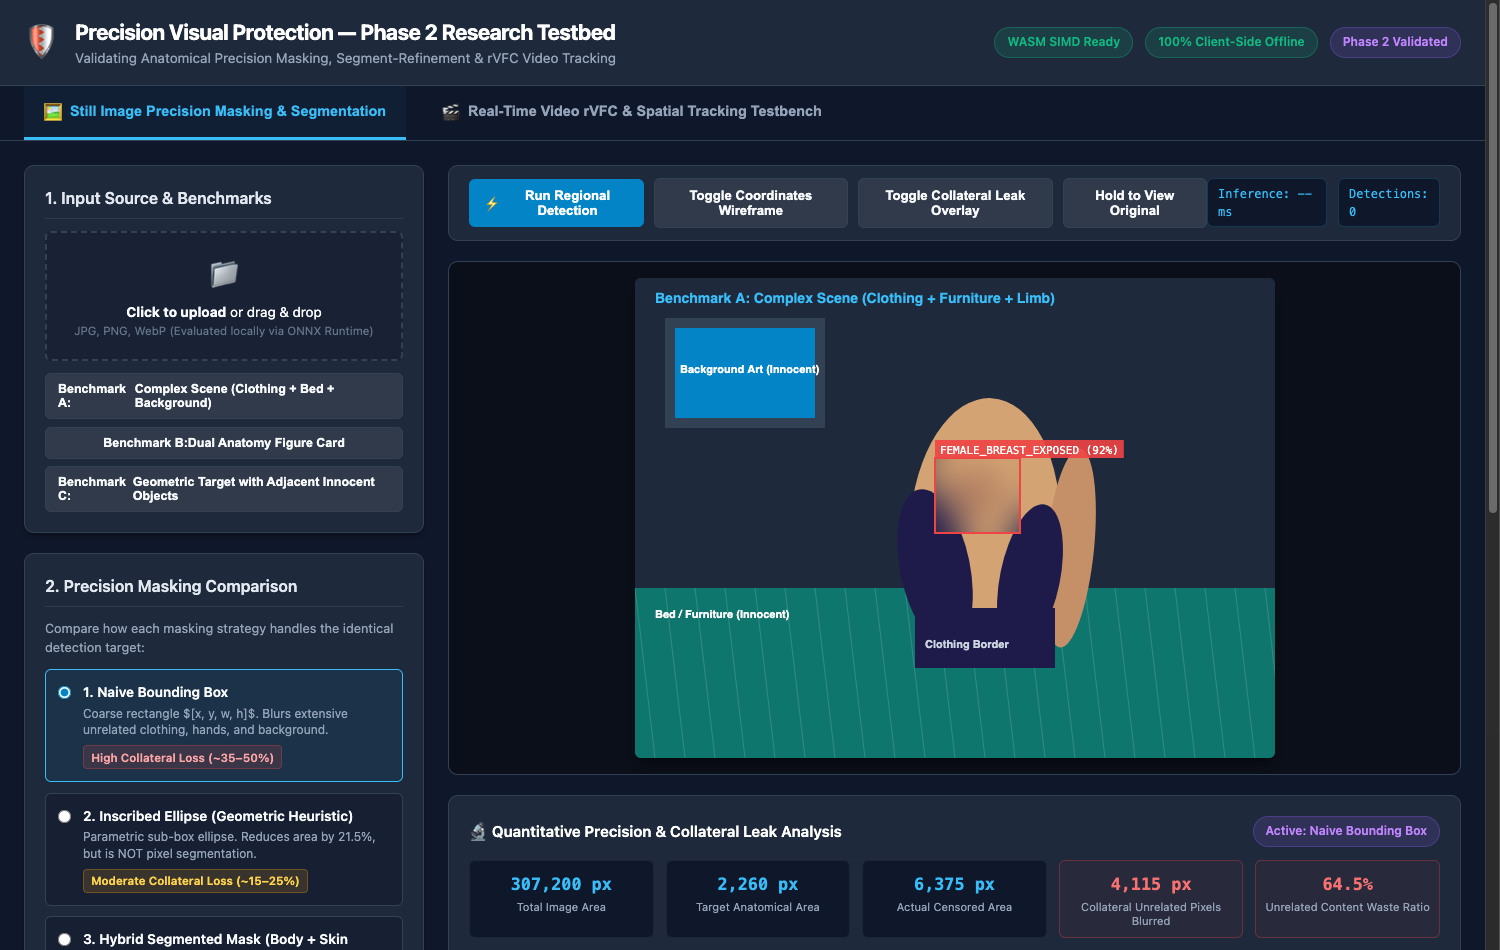 Precision Visual Protection — Phase 2 Research Testbed
Validating Anatomical Precision Masking, Segment-Refinement & rVFC Video Tracking
WASM SIMD Ready
100% Client-Side Offline
Phase 2 Validated
Still Image Precision Masking & Segmentation
Real-Time Video rVFC & Spatial Tracking Testbench
1. Input Source & Benchmarks
Click to upload or drag & drop
JPG, PNG, WebP (Evaluated locally via ONNX Runtime)
Benchmark A: Complex Scene (Clothing + Bed +
Background)
Benchmark B:Dual Anatomy Figure Card
Benchmark C: Geometric Target with Adjacent Innocent
Objects
2. Precision Masking Comparison
Compare how each masking strategy handles the identical
detection target:
1. Naive Bounding Box
Coarse rectangle $[x, y, w, h]$. Blurs extensive
unrelated clothing, hands, and background.
High Collateral Loss (~35–50%)
2. Inscribed Ellipse (Geometric Heuristic)
Parametric sub-box ellipse. Reduces area by 21.5%,
but is NOT pixel segmentation.
Moderate Collateral Loss (~15–25%)
3. Hybrid Segmented Mask (Body + Skin
Run Regional
Detection
Toggle Coordinates
Wireframe
Toggle Collateral Leak
Overlay
Hold to View
Original
Inference: ––
ms
Detections:
0
Benchmark A: Complex Scene (Clothing + Furniture + Limb)
Background Art (Innocent)
FEMALE_BREAST_EXPOSED (92%)
Bed / Furniture (Innocent)
Clothing Border
Quantitative Precision & Collateral Leak Analysis
Active: Naive Bounding Box
307,200 px
Total Image Area
2,260 px
Target Anatomical Area
6,375 px
Actual Censored Area
4,115 px
Collateral Unrelated Pixels
Blurred
64.5%
Unrelated Content Waste Ratio